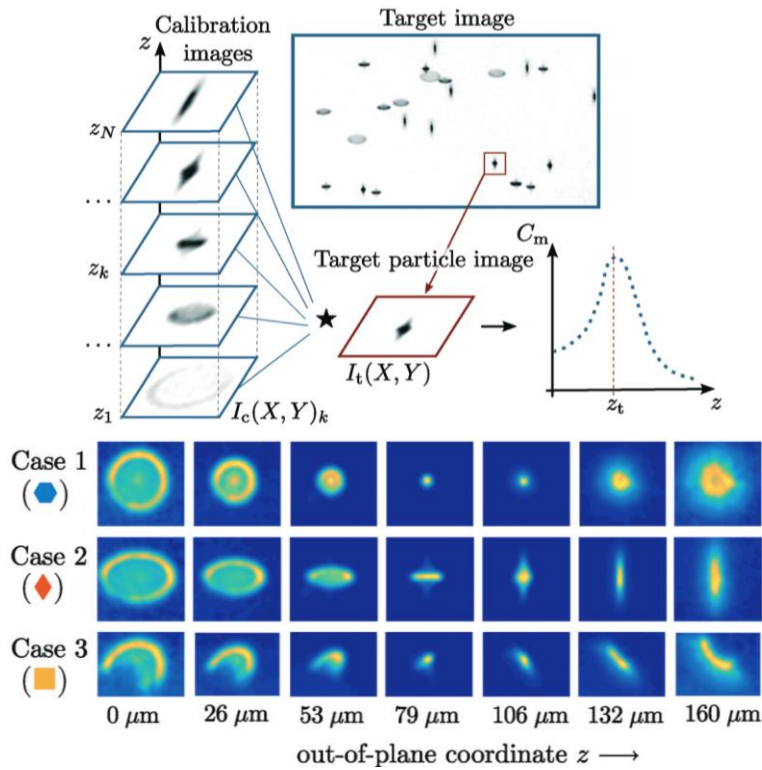 Calibration images
Target image
z
z_N
...
z_k
...
z_1
I_c(X,Y)_k
★
Target particle image
I_t(X,Y)
C_m
z_t
z
Case 1
( )
Case 2
( )
Case 3
( )
0 μm 26 μm 53 μm 79 μm 106 μm 132 μm 160 μm
out-of-plane coordinate z ⟶